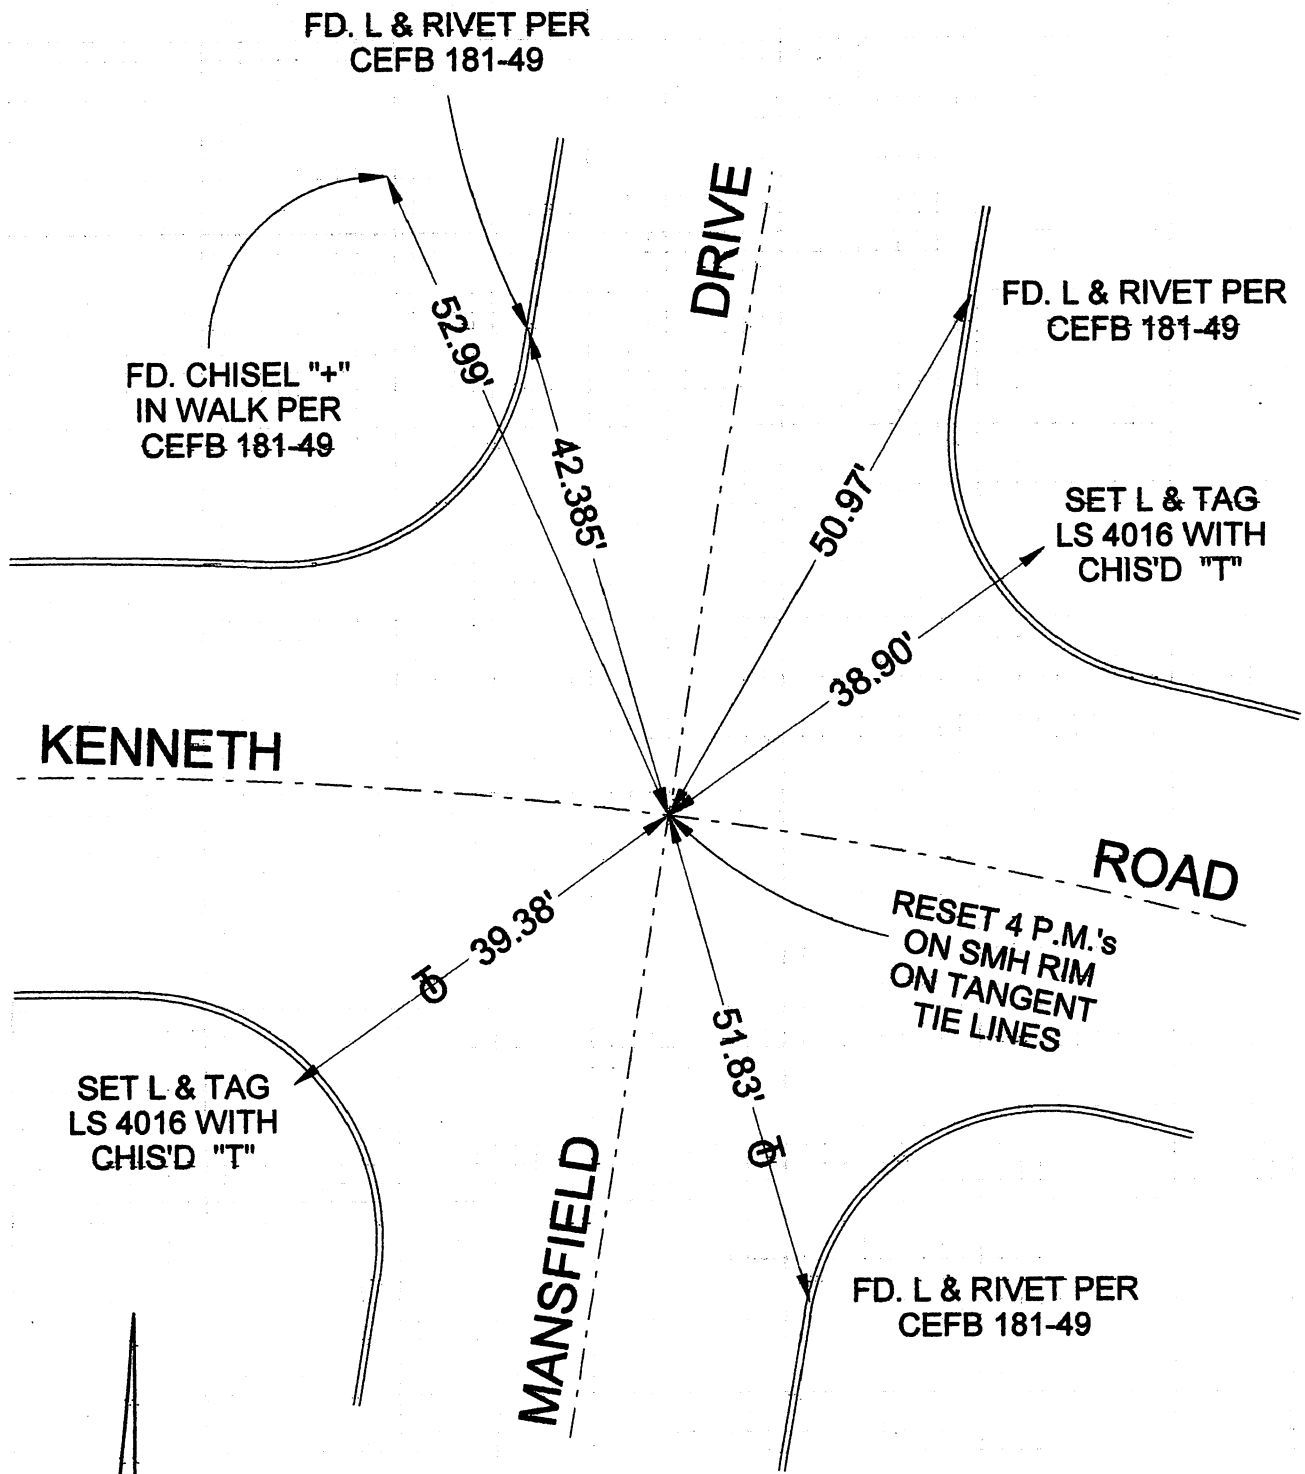 FD. L & RIVET PER
CEFB 181-49
DRIVE
FD. L & RIVET PER
CEFB 181-49
52.99'
FD. CHISEL "+"
IN WALK PER
CEFB 181-49
42.385'
50.97'
SET L & TAG
LS 4016 WITH
CHIS'D "T"
38.90'
KENNETH
ROAD
RESET 4 P.M.'s
ON SMH RIM
ON TANGENT
TIE LINES
39.38'
51.83'
SET L & TAG
LS 4016 WITH
CHIS'D "T"
MANSFIELD
FD. L & RIVET PER
CEFB 181-49